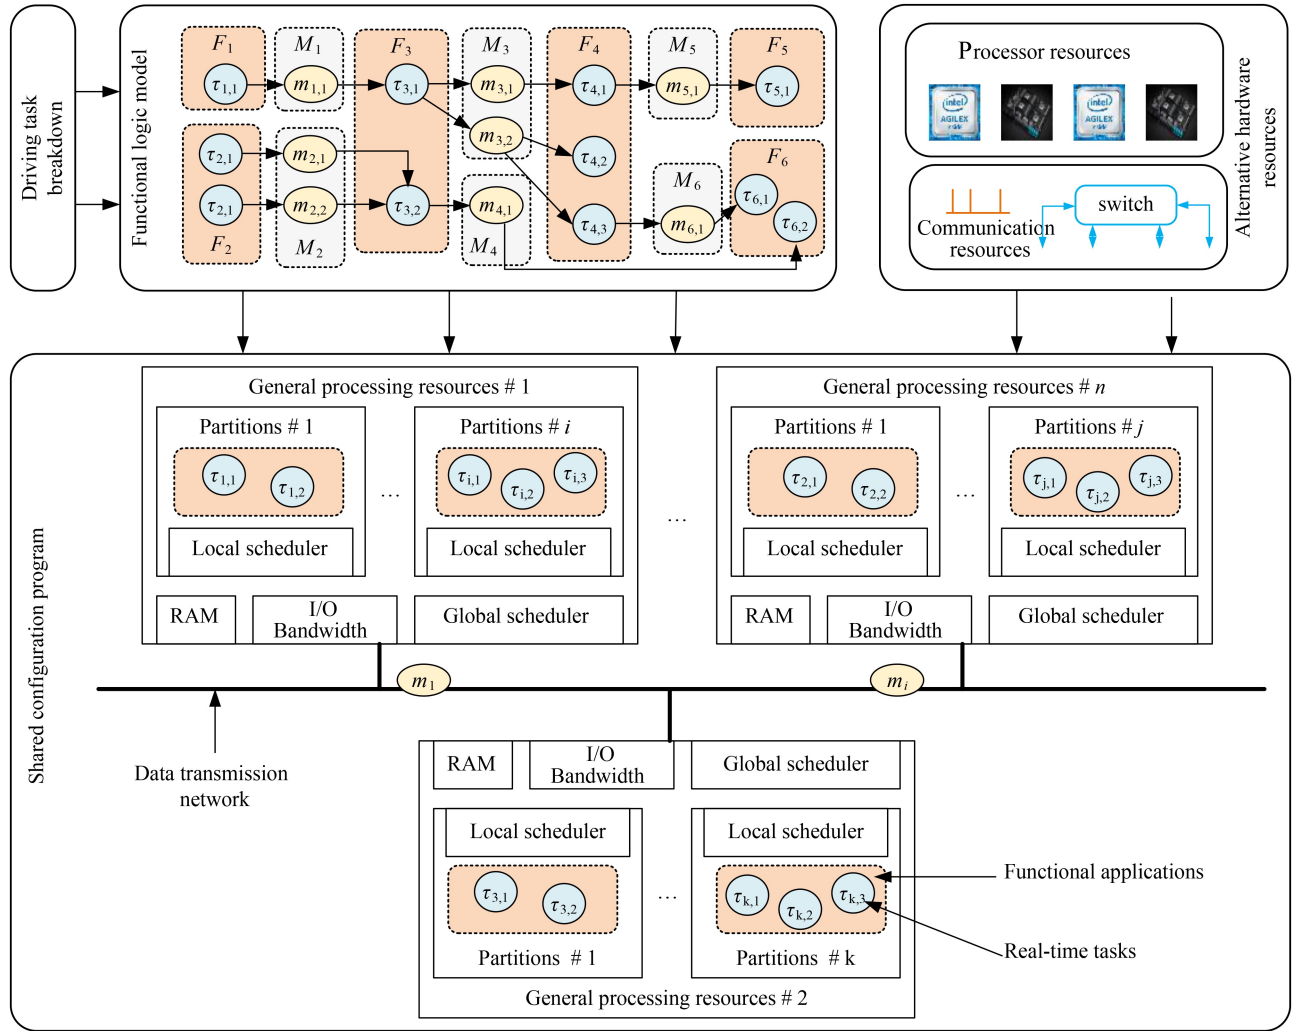 Driving task
breakdown
Functional logic model
F1
M1
F3
M3
F4
M5
F5
τ1,1
m1,1
τ3,1
m3,1
τ4,1
m5,1
τ5,1
m3,2
τ2,1
m2,1
τ4,2
F6
M6
τ2,1
m2,2
τ3,2
m4,1
τ4,3
m6,1
τ6,1
τ6,2
F2
M2
M4
Processor resources
intel
AGILEX
intel
AGILEX
switch
Communication
resources
Alternative hardware
resources
Shared configuration program
General processing resources # 1
Partitions # 1
τ1,1
τ1,2
Local scheduler
...
Partitions # i
τi,1
τi,2
τi,3
Local scheduler
RAM
I/O
Bandwidth
Global scheduler
...
General processing resources # n
Partitions # 1
τ2,1
τ2,2
Local scheduler
...
Partitions # j
τj,1
τj,2
τj,3
Local scheduler
RAM
I/O
Bandwidth
Global scheduler
m1
mi
Data transmission
network
RAM
I/O
Bandwidth
Global scheduler
Local scheduler
τ3,1
τ3,2
Partitions # 1
...
Local scheduler
τk,1
τk,2
τk,3
Partitions # k
General processing resources # 2
Functional applications
Real-time tasks